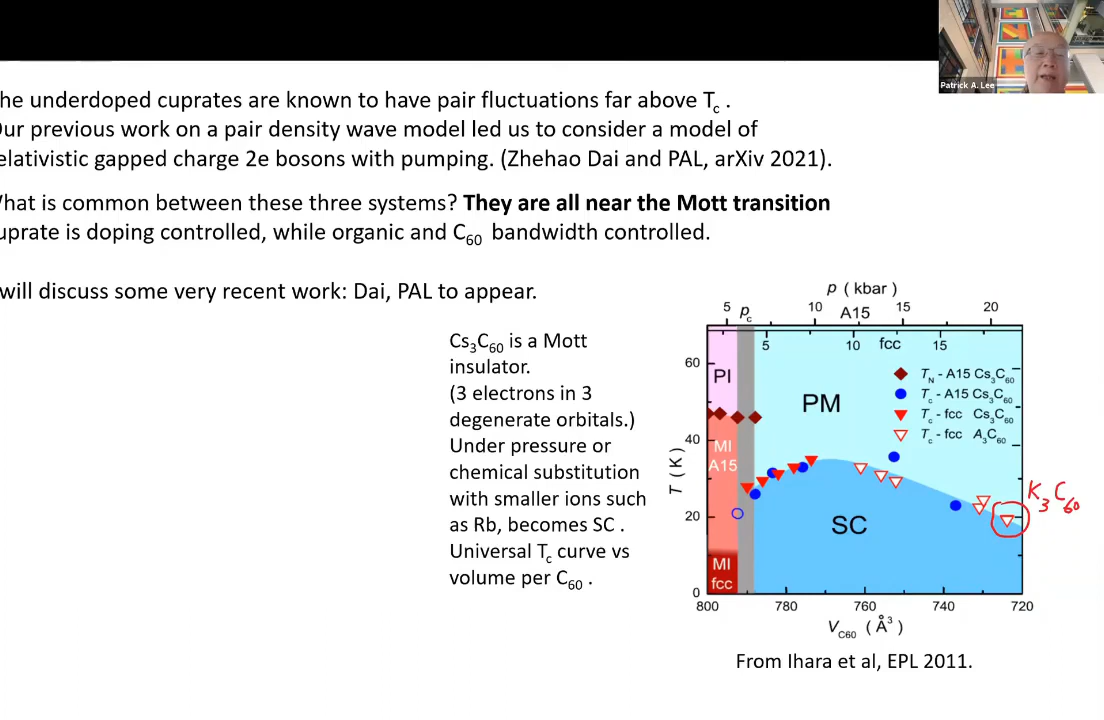 Patrick A. Lee
he underdoped cuprates are known to have pair fluctuations far above Tc .
ur previous work on a pair density wave model led us to consider a model of
elativistic gapped charge 2e bosons with pumping. (Zhehao Dai and PAL, arXiv 2021).
hat is common between these three systems? They are all near the Mott transition
uprate is doping controlled, while organic and C60 bandwidth controlled.
will discuss some very recent work: Dai, PAL to appear.
Cs3C60 is a Mott
insulator.
(3 electrons in 3
degenerate orbitals.)
Under pressure or
chemical substitution
with smaller ions such
as Rb, becomes SC .
Universal Tc curve vs
volume per C60 .
p ( kbar)
5 pc 10 A15 15 20
5 10 fcc 15
60
40
20
0
T (K)
PI
PM
MI
A15
SC
MI
fcc
TN - A15 Cs3C60
Tc - A15 Cs3C60
Tc - fcc Cs3C60
Tc - fcc A3C60
K3C60
800 780 760 740 720
VC60 ( Å3 )
From Ihara et al, EPL 2011.